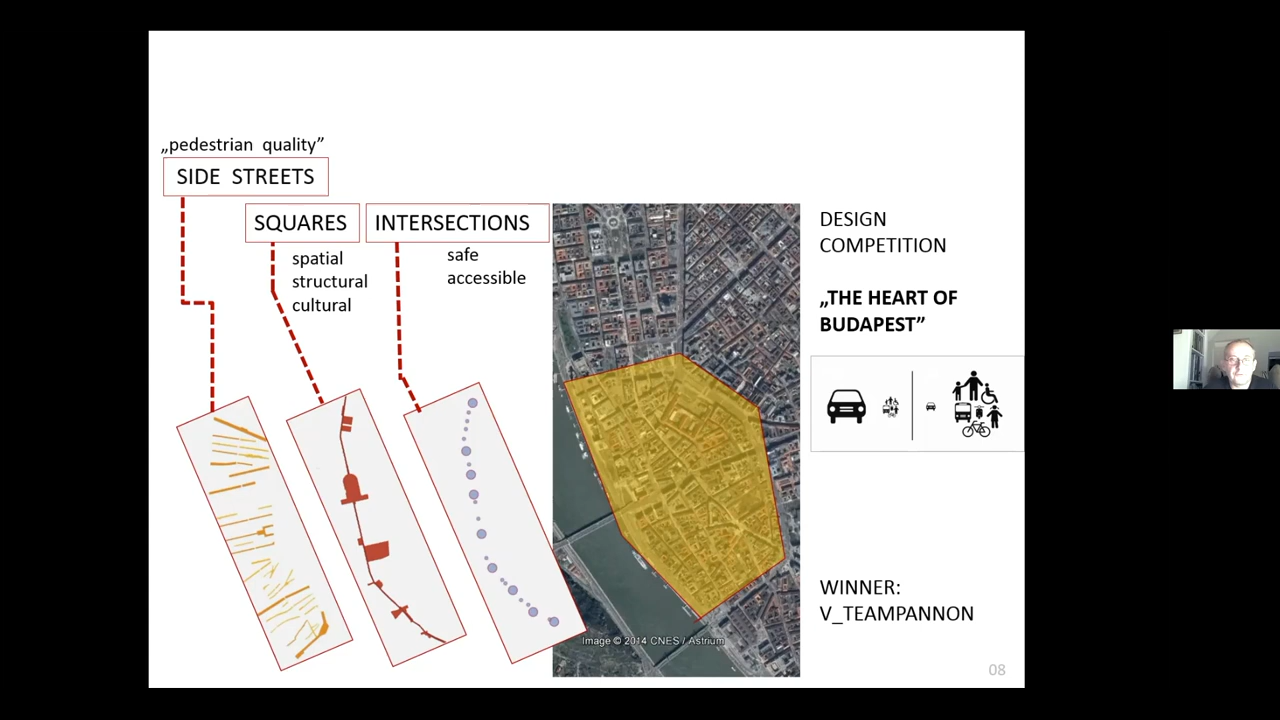 „pedestrian quality”
SIDE STREETS
SQUARES
INTERSECTIONS
spatial
structural
cultural
safe
accessible
DESIGN
COMPETITION
„THE HEART OF
BUDAPEST”
WINNER:
V_TEAMPANNON
Image © 2014 CNES / Astrium
08